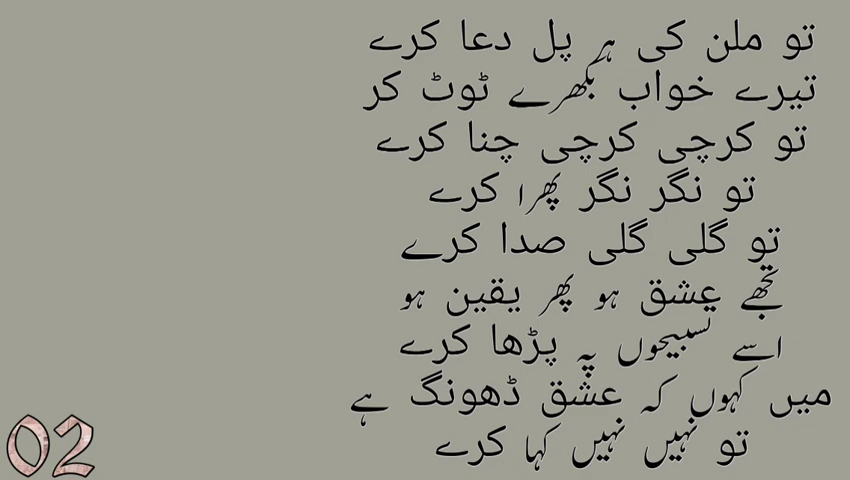 تو ملن کی ہر پل دعا کرے
تیرے خواب بکھرے ٹوٹ کر
تو کرچی کرچی چنا کرے
تو نگر نگر پھرا کرے
تو گلی گلی صدا کرے
تجھے عشق ہو پھر یقین ہو
اسے تسبیحوں پہ پڑھا کرے
میں کہوں کہ عشق ڈھونگ ہے
تو نہیں نہیں کہا کرے
02